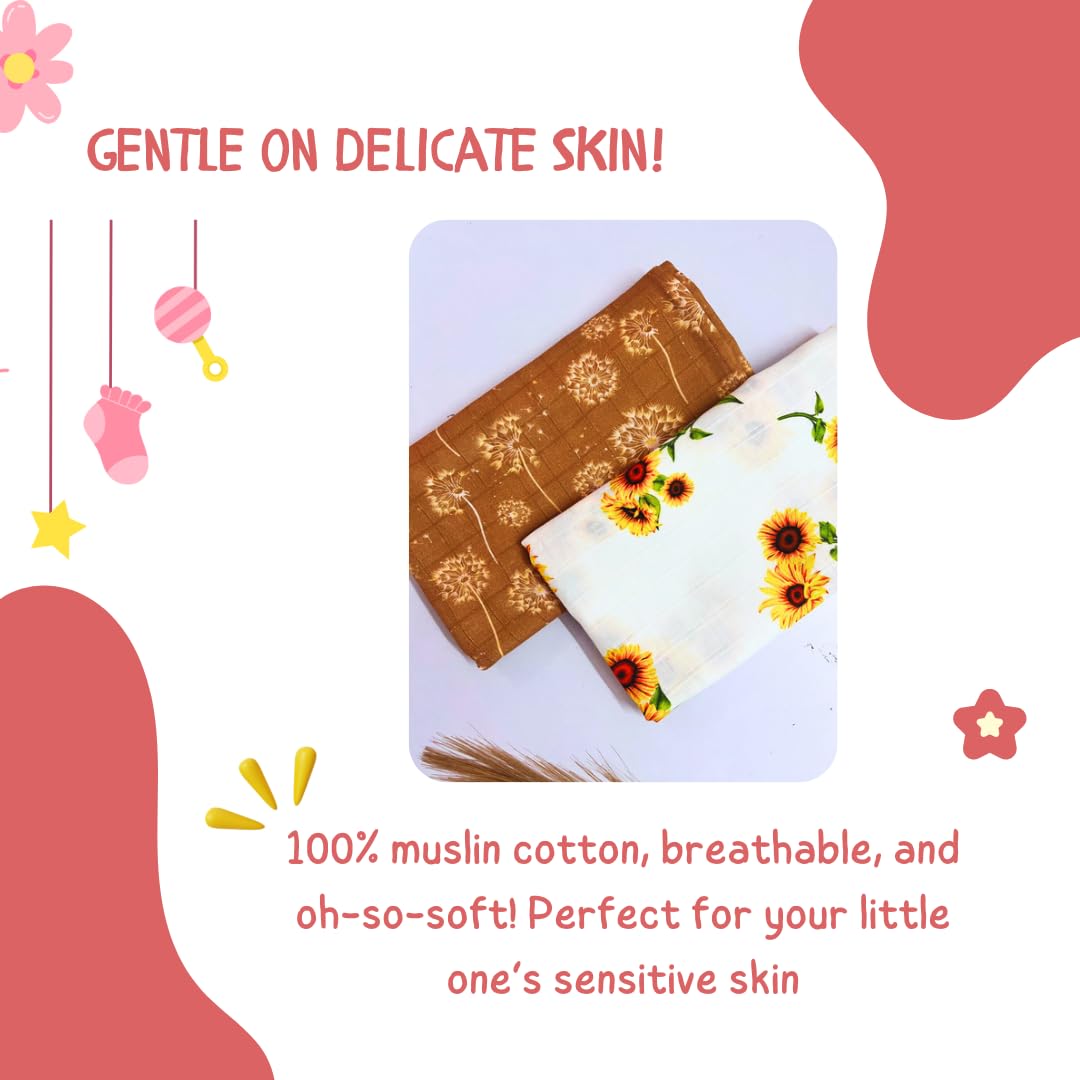 GENTLE ON DELICATE SKIN!
100% muslin cotton, breathable, and
oh-so-soft! Perfect for your little
one's sensitive skin